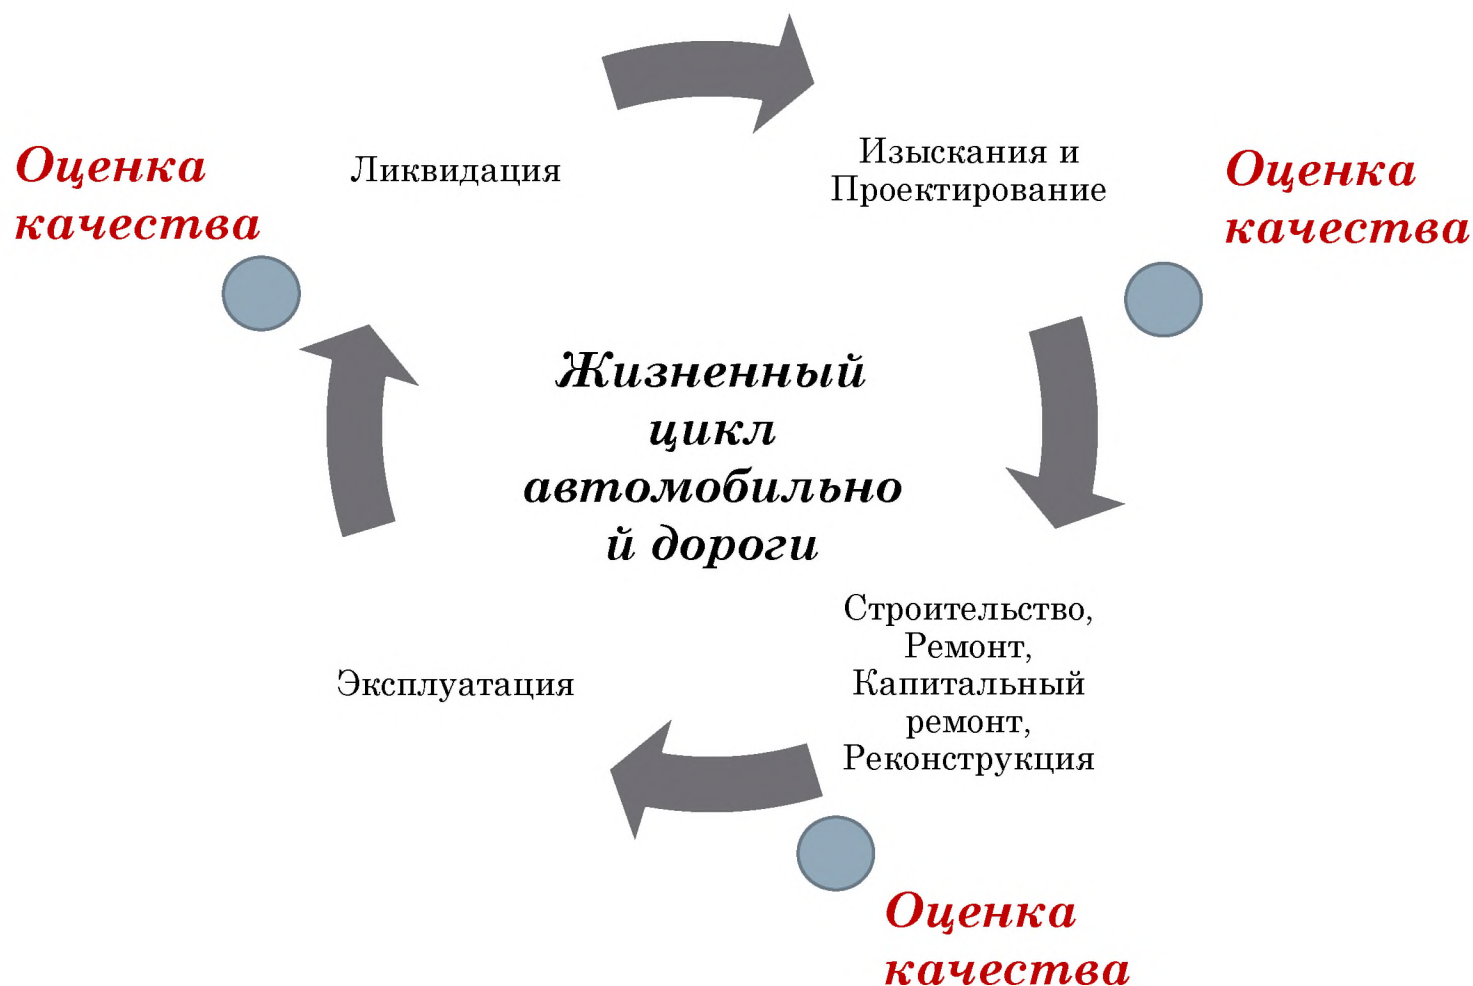 Оценка
качества
Ликвидация
Изыскания и
Проектирование
Оценка
качества
Жизненный
цикл
автомобильно
й дороги
Строительство,
Ремонт,
Капитальный
ремонт,
Реконструкция
Эксплуатация
Оценка
качества